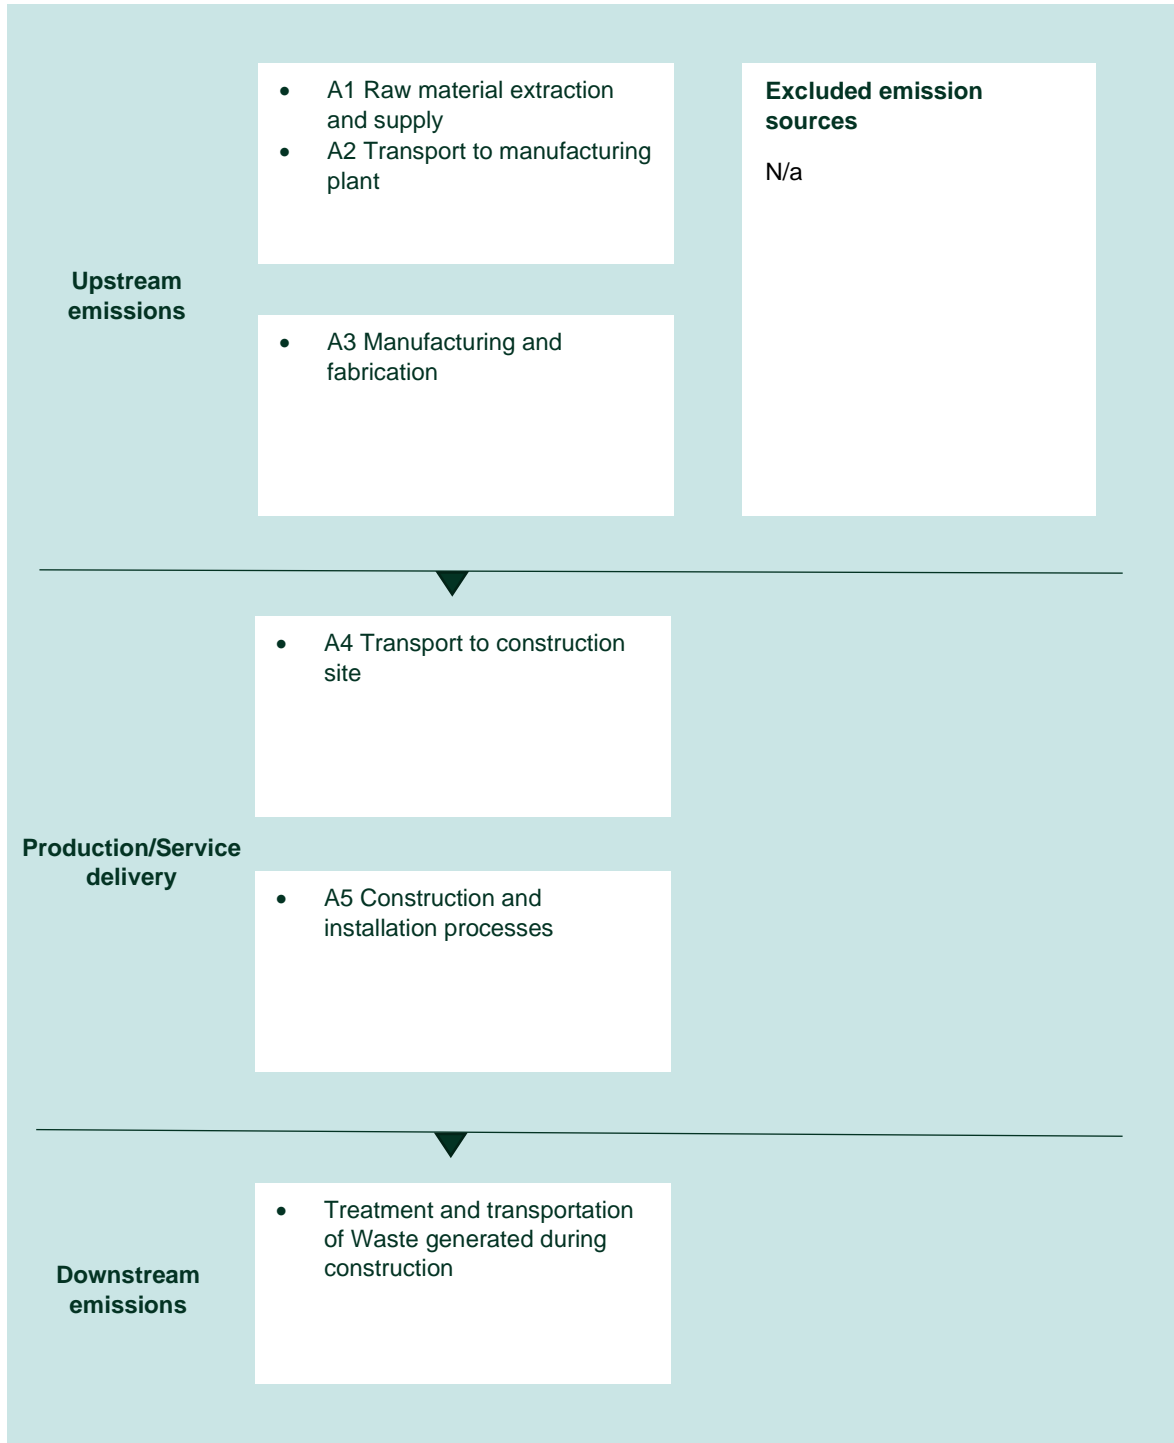 Upstream
emissions
• A1 Raw material extraction
and supply
• A2 Transport to manufacturing
plant
• A3 Manufacturing and
fabrication
Excluded emission
sources
N/a
Production/Service
delivery
• A4 Transport to construction
site
• A5 Construction and
installation processes
Downstream
emissions
• Treatment and transportation
of Waste generated during
construction